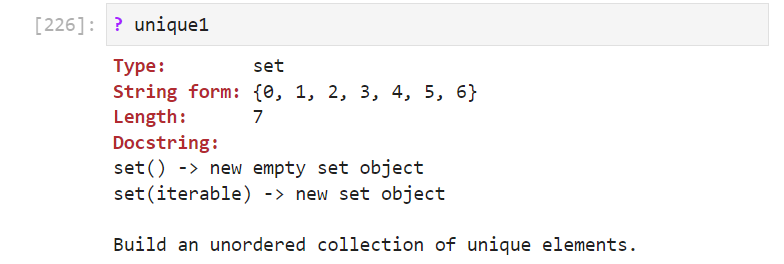 [226]: ? unique1
Type: set
String form: {0, 1, 2, 3, 4, 5, 6}
Length: 7
Docstring:
set() -> new empty set object
set(iterable) -> new set object
Build an unordered collection of unique elements.